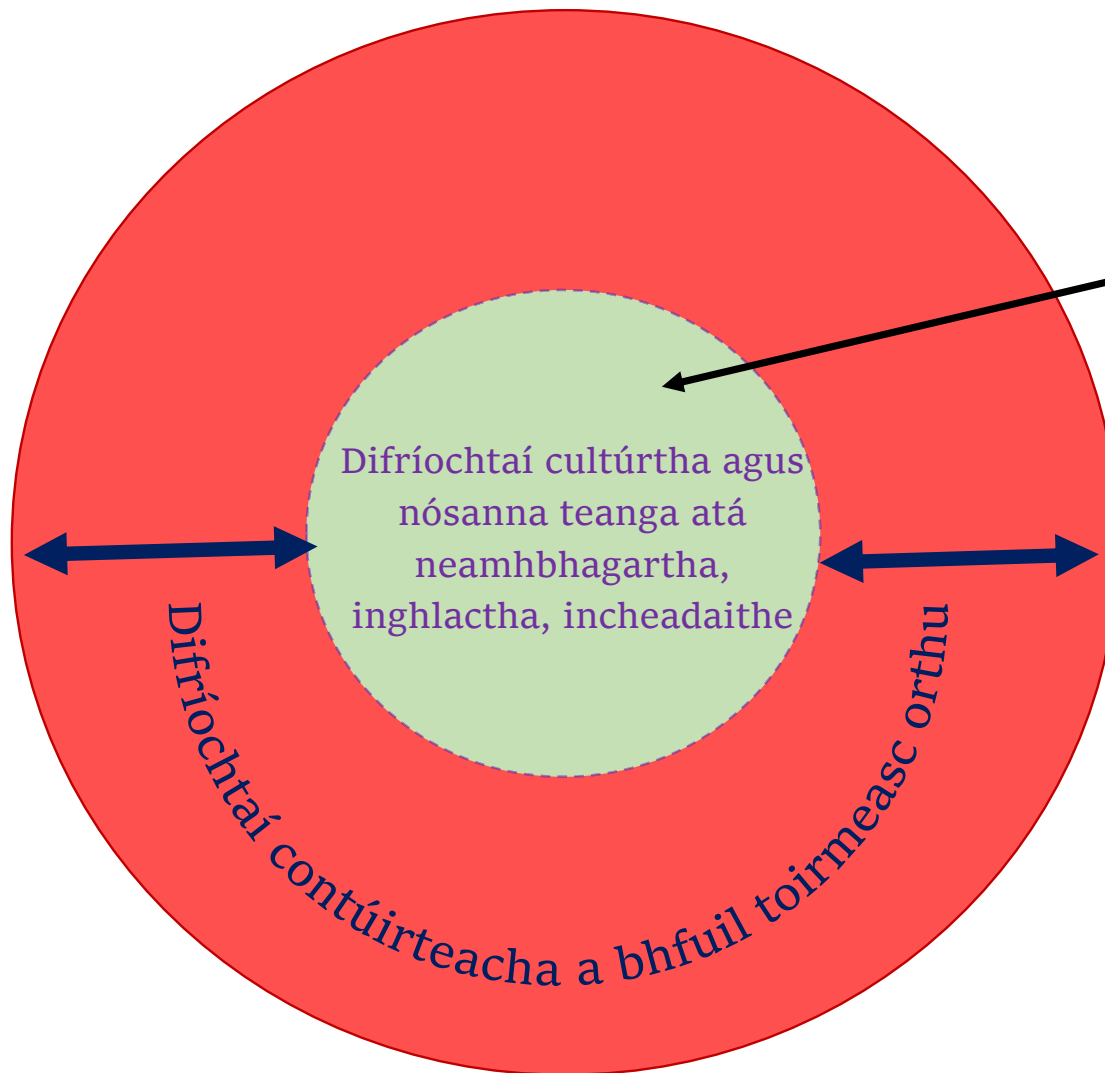 Difríochtaí cultúrtha agus
nósanna teanga atá
neamhbhagartha,
inghlactha, incheadaithe
Difríochtaí contúirteacha a bhfuil toirmeasc orthu